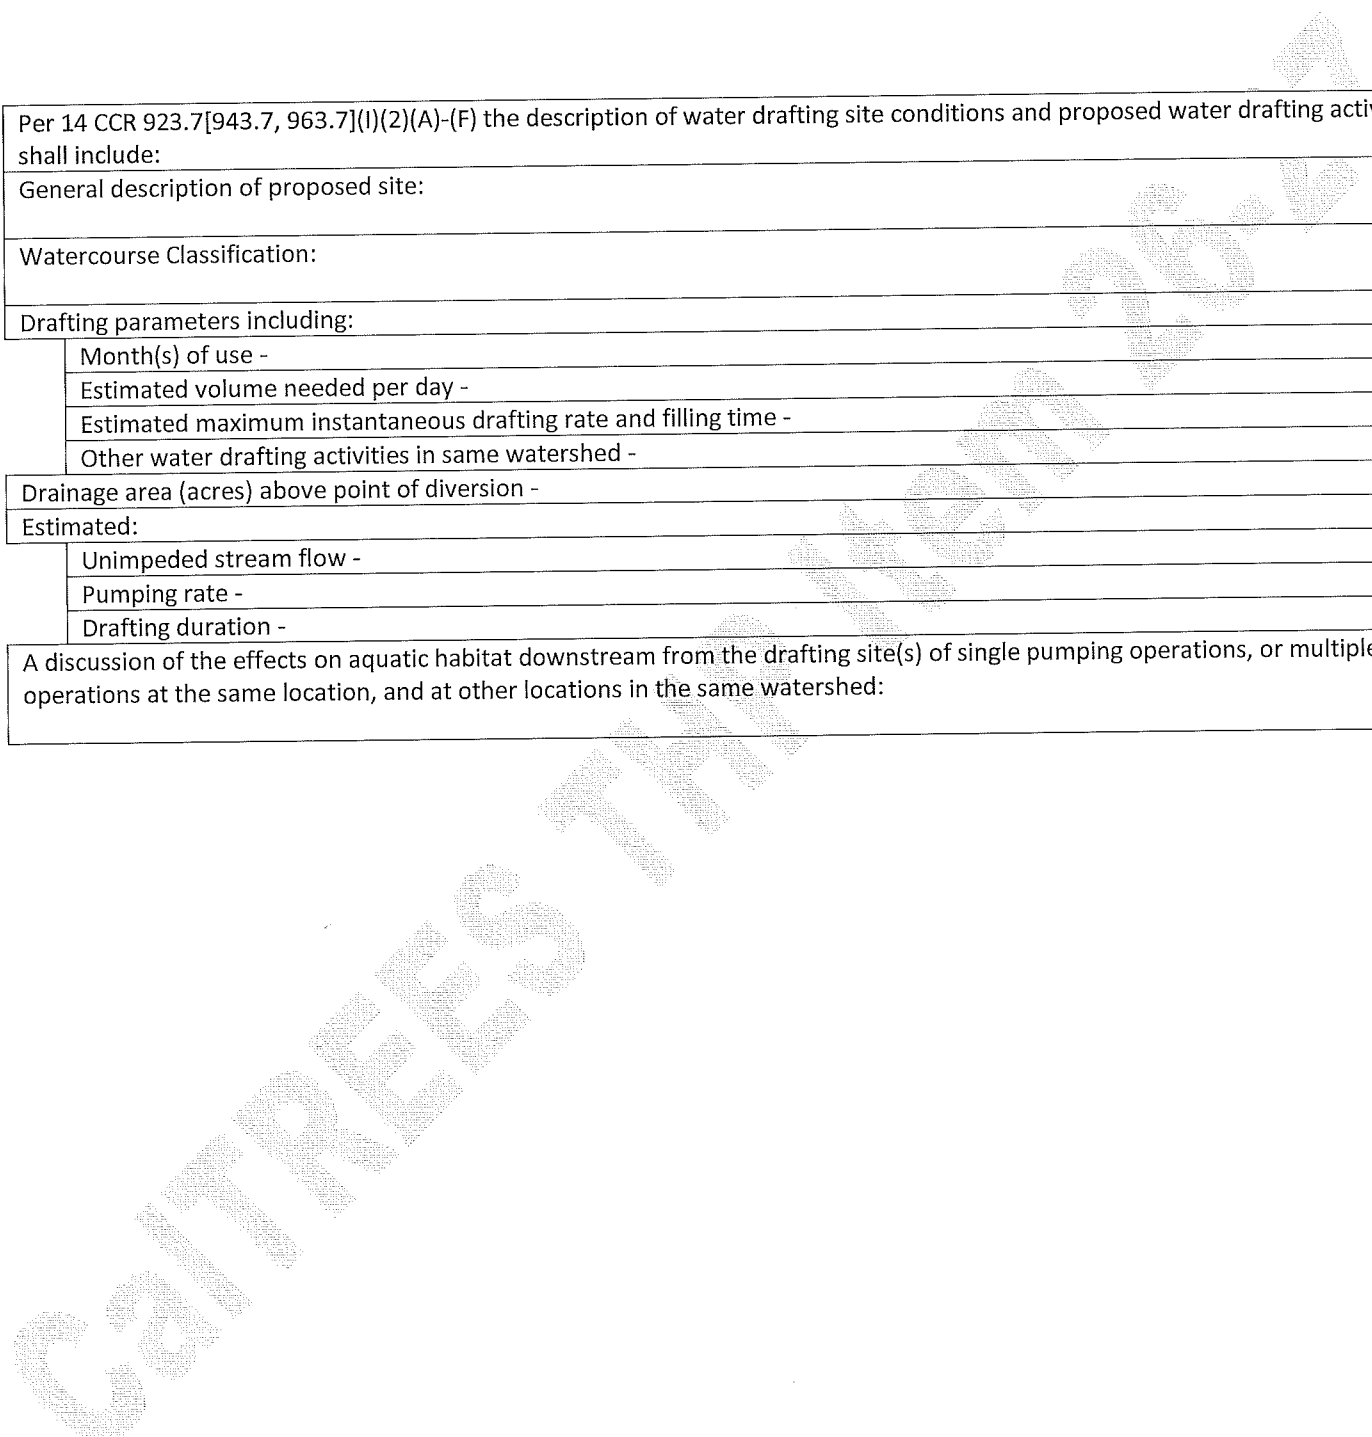 Per 14 CCR 923.7[943.7, 963.7](l)(2)(A)-(F) the description of water drafting site conditions and proposed water drafting
shall include:
General description of proposed site:
Watercourse Classification:
Drafting parameters including:
Month(s) of use -
Estimated volume needed per day -
Estimated maximum instantaneous drafting rate and filling time -
Other water drafting activities in same watershed -
Drainage area (acres) above point of diversion -
Estimated:
Unimpeded stream flow -
Pumping rate -
Drafting duration -
A discussion of the effects on aquatic habitat downstream from the drafting site(s) of single pumping operations, or multiple
operations at the same location, and at other locations in the same watershed:
CalTREES THP Item